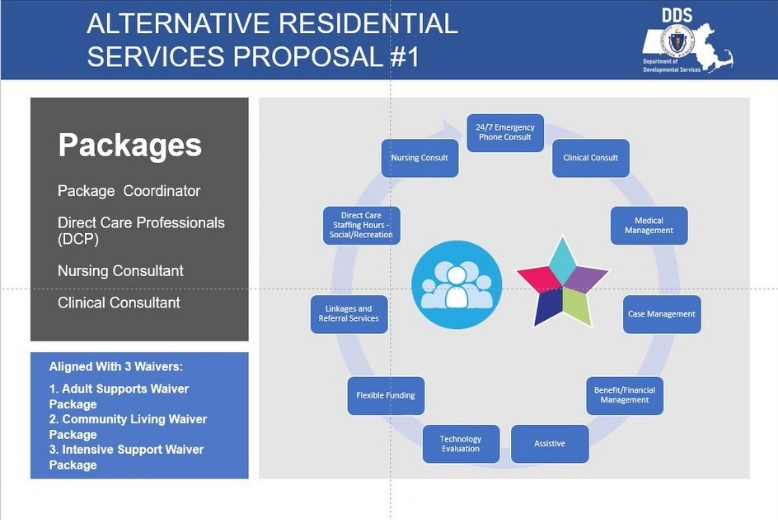 ALTERNATIVE RESIDENTIAL
SERVICES PROPOSAL #1
DDS
Department of
Developmental Services
Packages
Package Coordinator
Direct Care Professionals
(DCP)
Nursing Consultant
Clinical Consultant
Aligned With 3 Waivers:
1. Adult Supports Waiver
Package
2. Community Living Waiver
Package
3. Intensive Support Waiver
Package
24/7 Emergency
Phone Consult
Clinical Consult
Medical
Management
Case Management
Benefit/Financial
Management
Assistive
Technology
Evaluation
Flexible Funding
Linkages and
Referral Services
Direct Care
Staffing Hours -
Social/Recreation
Nursing Consult